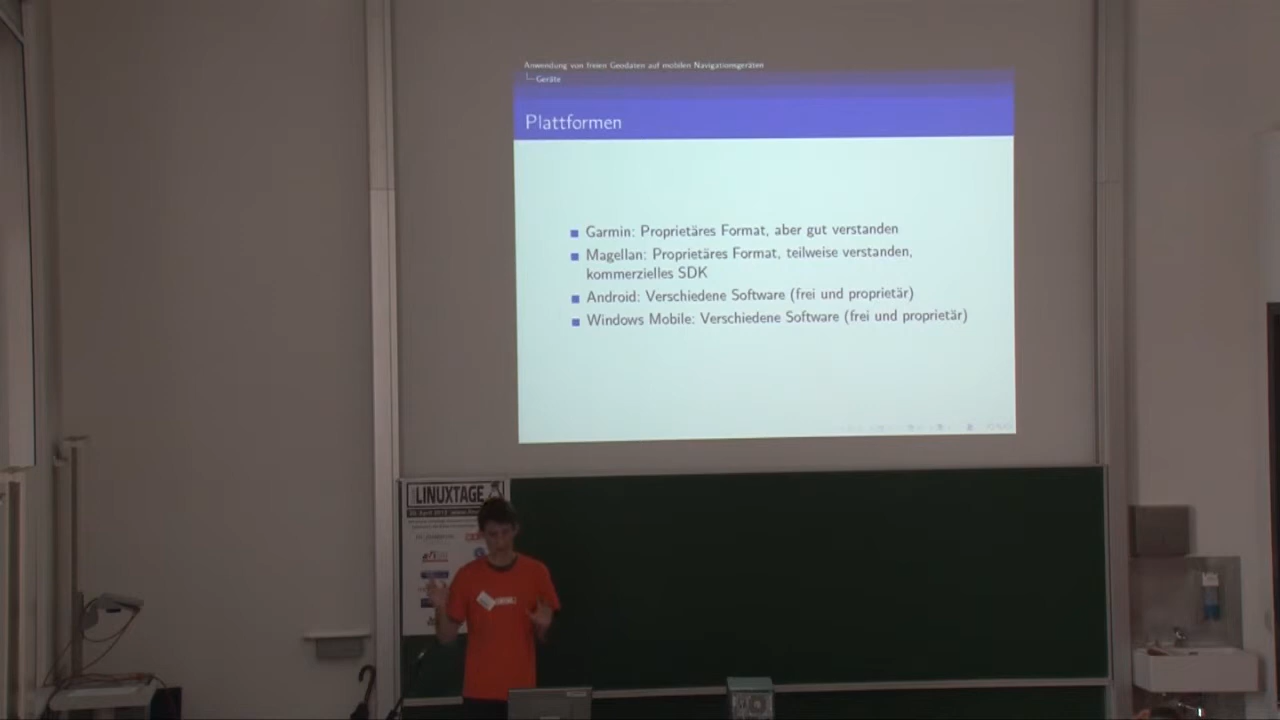 Anwendung von freien Geodaten auf mobilen Navigationsgeräten
Geräte
Plattformen
Garmin: Proprietäres Format, aber gut verstanden
Magellan: Proprietäres Format, teilweise verstanden,
kommerzielles SDK
Android: Verschiedene Software (frei und proprietär)
Windows Mobile: Verschiedene Software (frei und proprietär)
LINUXTAGE